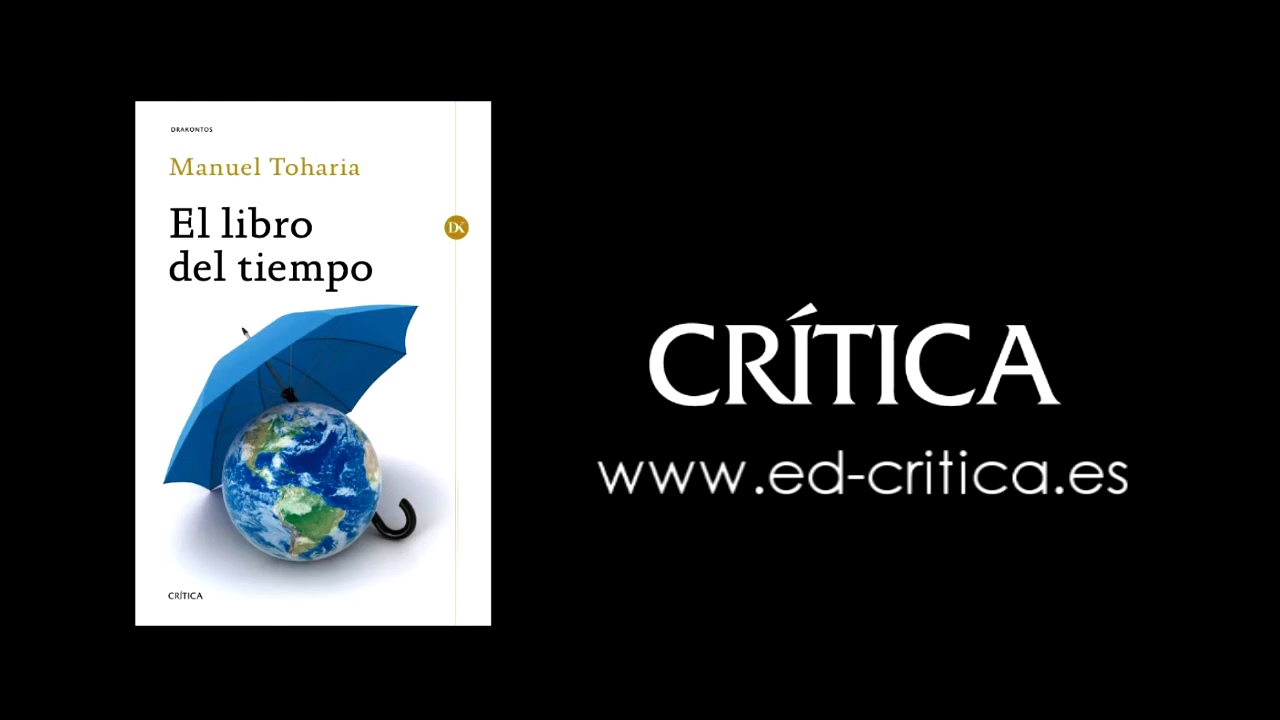 DRAKONTOS
Manuel Toharia
El libro
del tiempo
DK
CRÍTICA
CRÍTICA
www.ed-critica.es